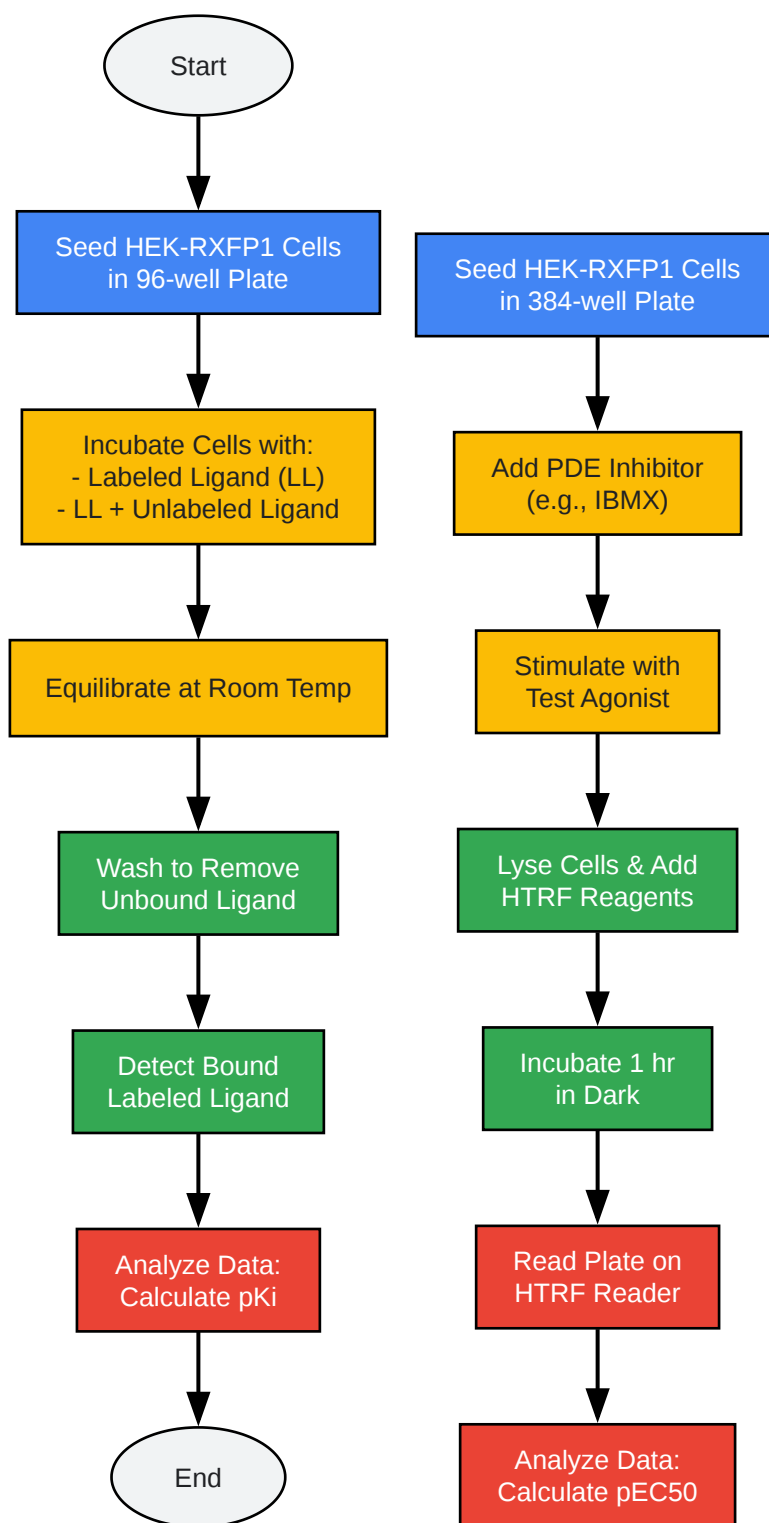 Start
Seed HEK-RXFP1 Cells
in 96-well Plate
Incubate Cells with:
- Labeled Ligand (LL)
- LL + Unlabeled Ligand
Equilibrate at Room Temp
Wash to Remove
Unbound Ligand
Detect Bound
Labeled Ligand
Analyze Data:
Calculate pKi
End
Seed HEK-RXFP1 Cells
in 384-well Plate
Add PDE Inhibitor
(e.g., IBMX)
Stimulate with
Test Agonist
Lyse Cells & Add
HTRF Reagents
Incubate 1 hr
in Dark
Read Plate on
HTRF Reader
Analyze Data:
Calculate pEC50